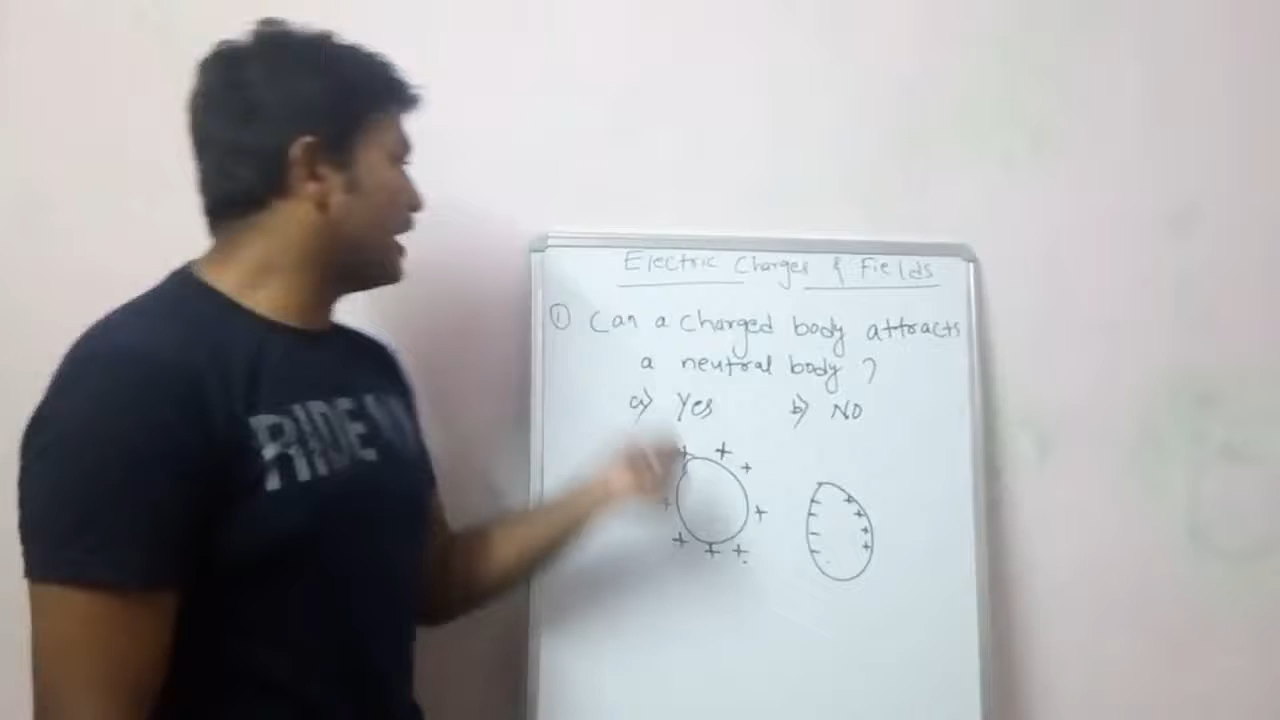 RIDE
Electric Charges & Fields
① Can a Charged body attracts
a neutral body ?
a) Yes b) NO
+ + +
+ +
+ + +
- - - - + + + +